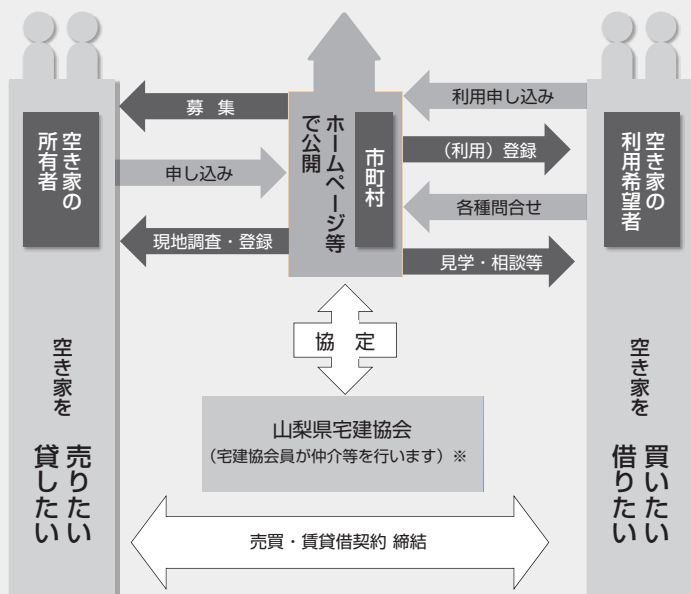 空き家の
所有者
空き家を
売りたい
貸したい
募　集
申し込み
現地調査・登録
市町村
ホームページ等
で公開
利用申し込み
（利用）登録
各種問合せ
見学・相談等
空き家の
利用希望者
空き家を
買いたい
借りたい
協　定
山梨県宅建協会
（宅建協会員が仲介等を行います）※
売買・賃貸借契約 締結